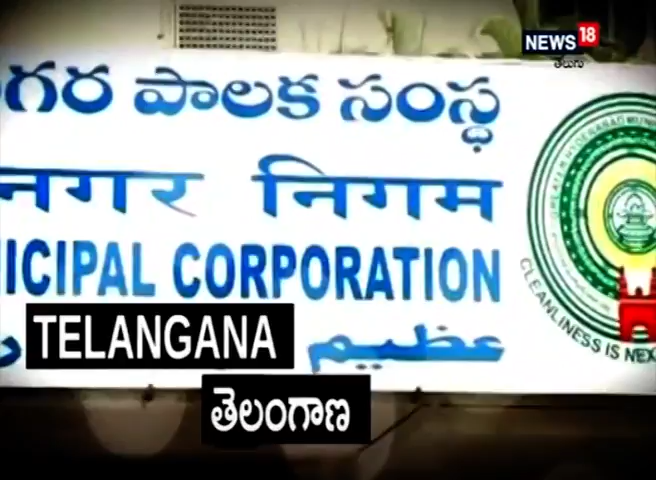 NEWS18
తెలుగు
గర పాలక సంస్థ
नगर निगम
ICIPAL CORPORATION
TELANGANA
عظیم
తెలంగాణ
CLEANLINESS IS NEX